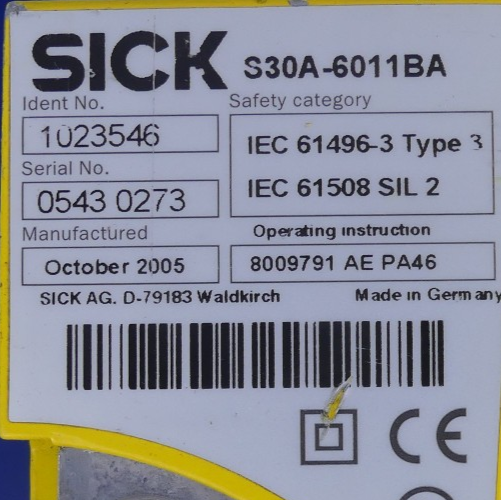 SICK S30A-6011BA
Ident No.
1023546
Safety category
IEC 61496-3 Type 3
IEC 61508 SIL 2
Serial No.
0543 0273
Manufactured
October 2005
Operating instruction
8009791 AE PA46
SICK AG. D-79183 Waldkirch
Made in Germany
CE